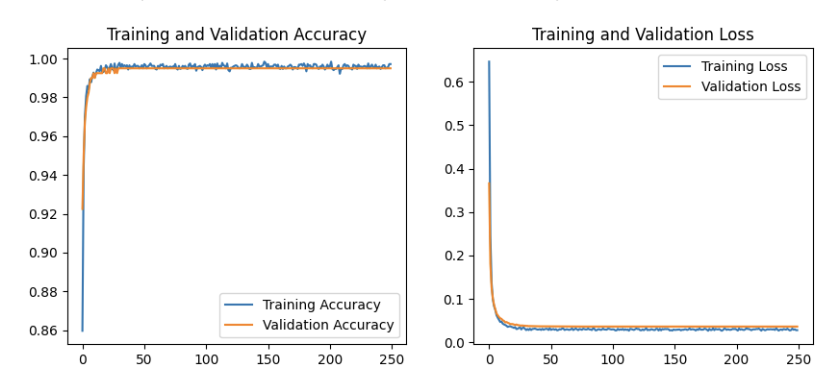 Training and Validation Accuracy
1.00
0.98
0.96
0.94
0.92
0.90
0.88
0.86
0 50 100 150 200 250
Training Accuracy
Validation Accuracy
Training and Validation Loss
0.6
0.5
0.4
0.3
0.2
0.1
0.0
0 50 100 150 200 250
Training Loss
Validation Loss